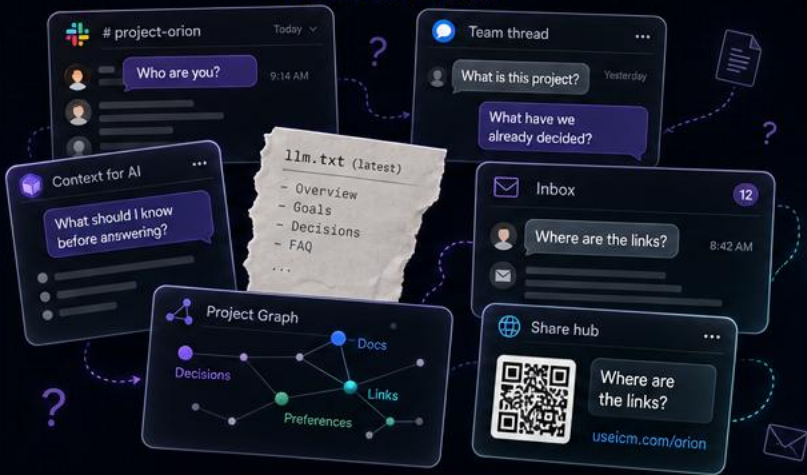 # project-orion
Today
Who are you?
9:14 AM
Team thread
What is this project?
Yesterday
What have we
already decided?
Context for AI
What should I know
before answering?
llm.txt (latest)
– Overview
– Goals
– Decisions
– FAQ
...
Inbox
12
Where are the links?
8:42 AM
Project Graph
Docs
Decisions
Links
Preferences
Share hub
Where are
the links?
useicm.com/orion
?
?
?